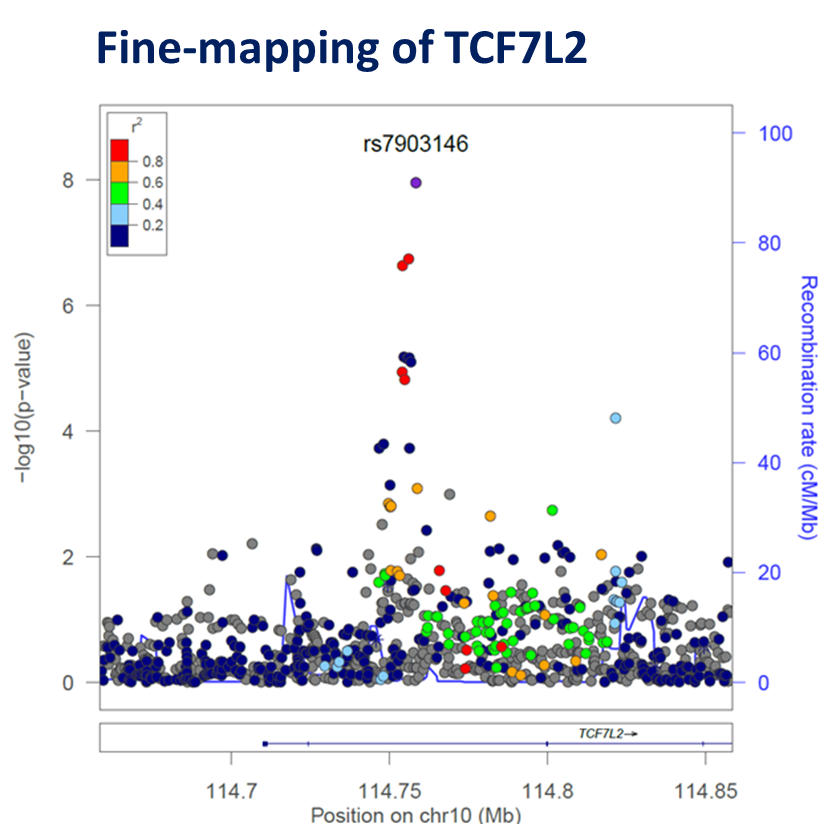 Fine-mapping of TCF7L2
r2
0.8
0.6
0.4
0.2
rs7903146
100
80
60
40
20
0
8
6
4
2
0
−log10(p−value)
Recombination rate (cM/Mb)
TCF7L2→
114.7 114.75 114.8 114.85
Position on chr10 (Mb)